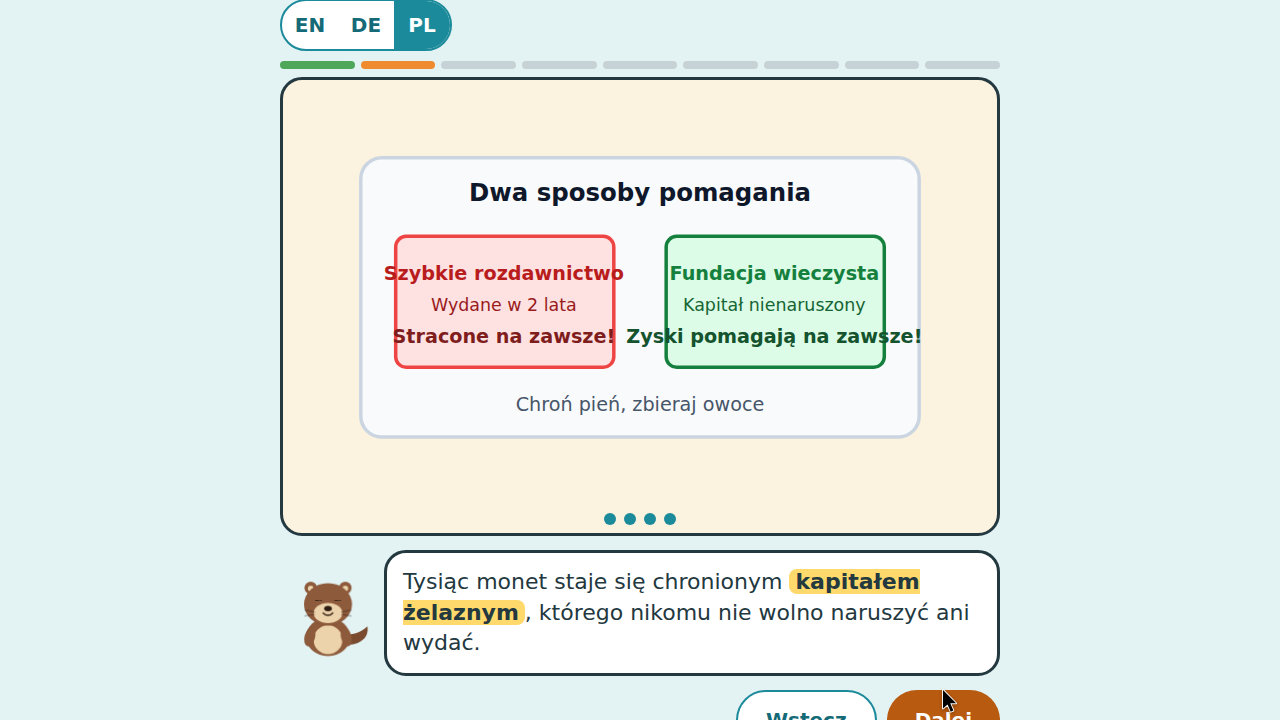 EN DE PL
Dwa sposoby pomagania
Szybkie rozdawnictwo
Wydane w 2 lata
Stracone na zawsze!
Fundacja wieczysta
Kapitał nienaruszony
Zyski pomagają na zawsze!
Chroń pień, zbieraj owoce
Tysiąc monet staje się chronionym kapitałem
żelaznym, którego nikomu nie wolno naruszyć ani
wydać.
Wstecz Dalej